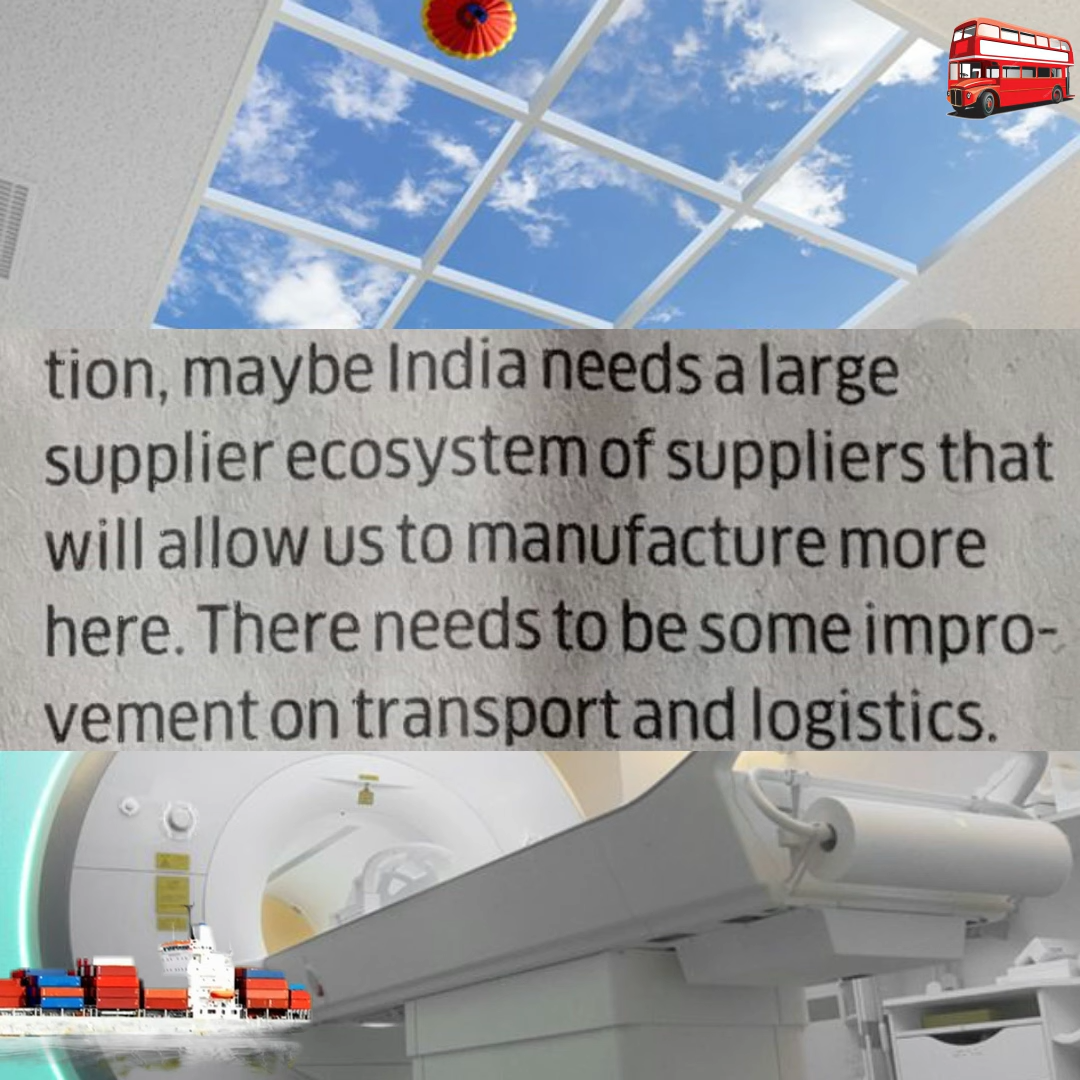 tion, maybe India needs a large
supplier ecosystem of suppliers that
will allow us to manufacture more
here. There needs to be some impro-
vement on transport and logistics.